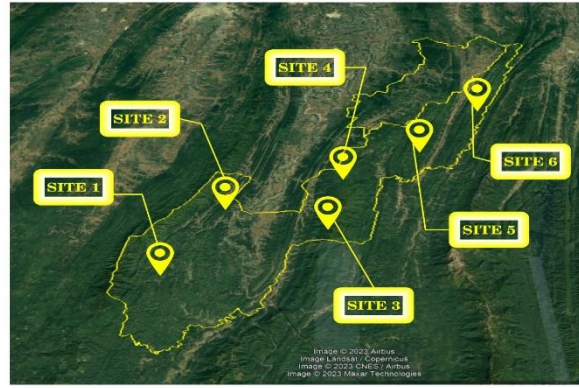 SITE 4
SITE 2
SITE 1
SITE 6
SITE 5
SITE 3
Image © 2023 Airbus
Image Landsat / Copernicus
Image © 2023 CNES / Airbus
Image © 2023 Maxar Technologies